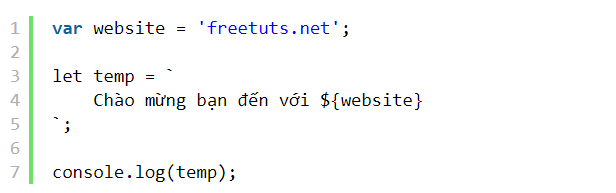 1 var website = 'freetuts.net';
2
3 let temp = `
4     Chào mừng bạn đến với ${website}
5 `;
6
7 console.log(temp);